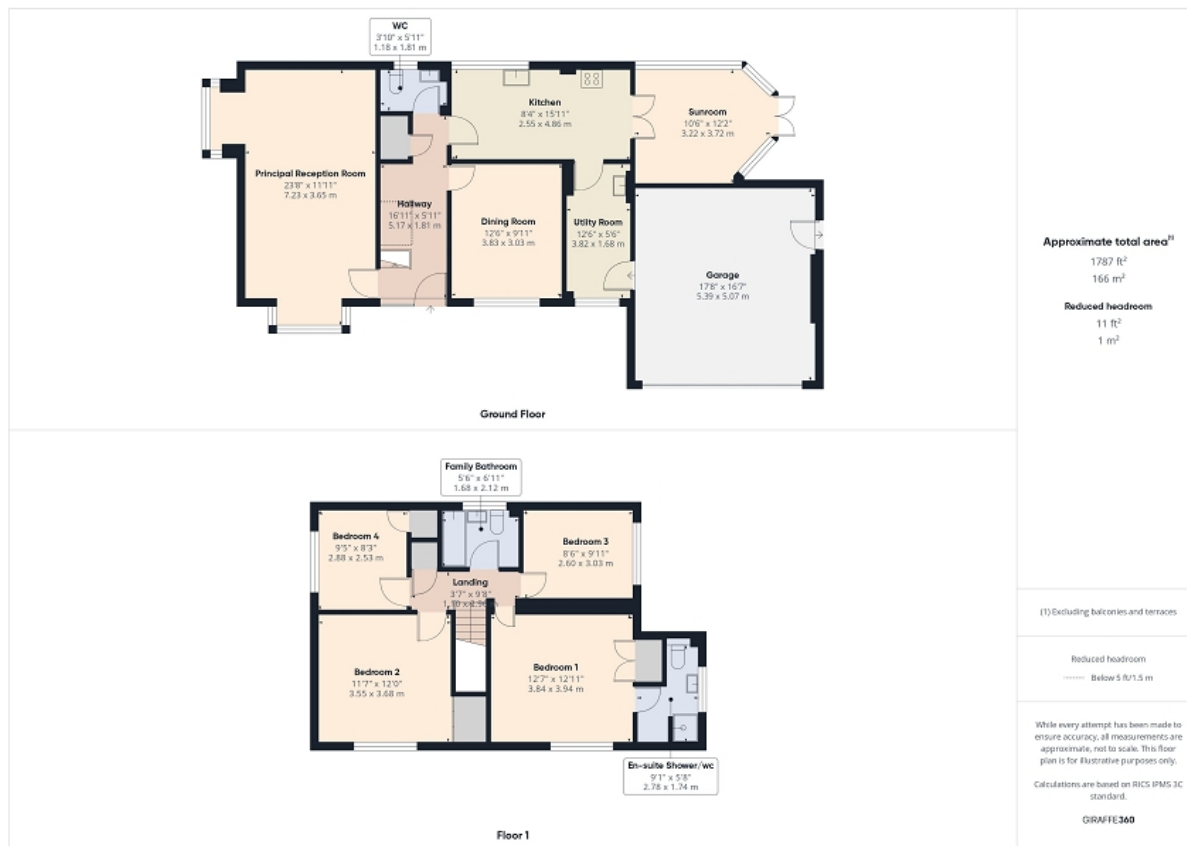 WC
3'10" x 5'11"
1.18 x 1.81 m
Kitchen
8'4" x 15'11"
2.55 x 4.86 m
Sunroom
10'6" x 12'2"
3.22 x 3.72 m
Principal Reception Room
23'8" x 11'11"
7.23 x 3.65 m
Hallway
16'11" x 5'11"
5.17 x 1.81 m
Dining Room
12'6" x 9'11"
3.83 x 3.03 m
Utility Room
12'6" x 5'6"
3.82 x 1.68 m
Garage
17'8" x 16'7"
5.39 x 5.07 m
Ground Floor
Family Bathroom
5'6" x 6'11"
1.68 x 2.12 m
Bedroom 4
9'5" x 8'3"
2.88 x 2.53 m
Bedroom 3
8'6" x 9'11"
2.60 x 3.03 m
Landing
3'7" x 9'8"
Bedroom 2
11'7" x 12'0"
3.55 x 3.68 m
Bedroom 1
12'7" x 12'11"
3.84 x 3.94 m
En-suite Shower/wc
9'1" x 5'8"
2.78 x 1.74 m
Floor 1
Approximate total area
1787 ft²
166 m²
Reduced headroom
11 ft²
1 m²
(1) Excluding balconies and terraces
Reduced headroom
Below 5 ft/1.5 m
While every attempt has been made to
ensure accuracy, all measurements are
approximate, not to scale. This floor
plan is for illustrative purposes only.
Calculations are based on RICS IPMS 3C
standard.
GIRAFFE360